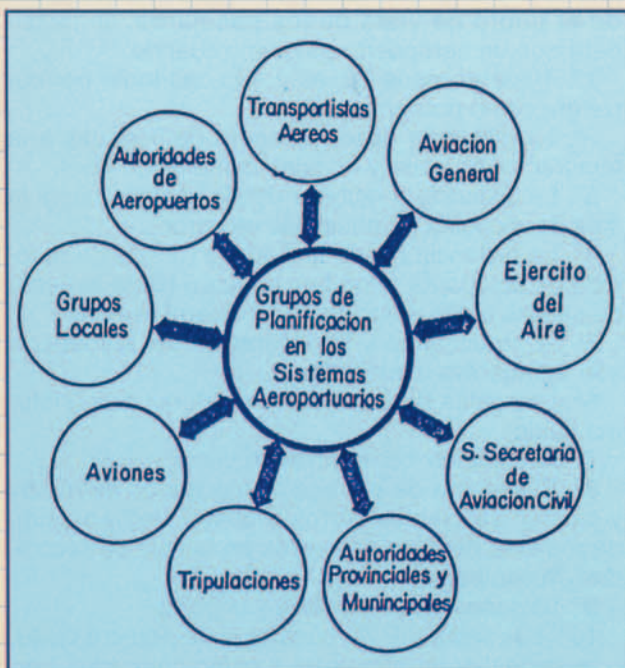 Transportistas
Aereos
Aviacion
General
Ejercito
del
Aire
S. Secretaria
de
Aviacion Civil
Autoridades
Provinciales y
Munincipales
Tripulaciones
Aviones
Grupos
Locales
Autoridades
de
Aeropuertos
Grupos de
Planificacion
en los
Sistemas
Aeroportuarios